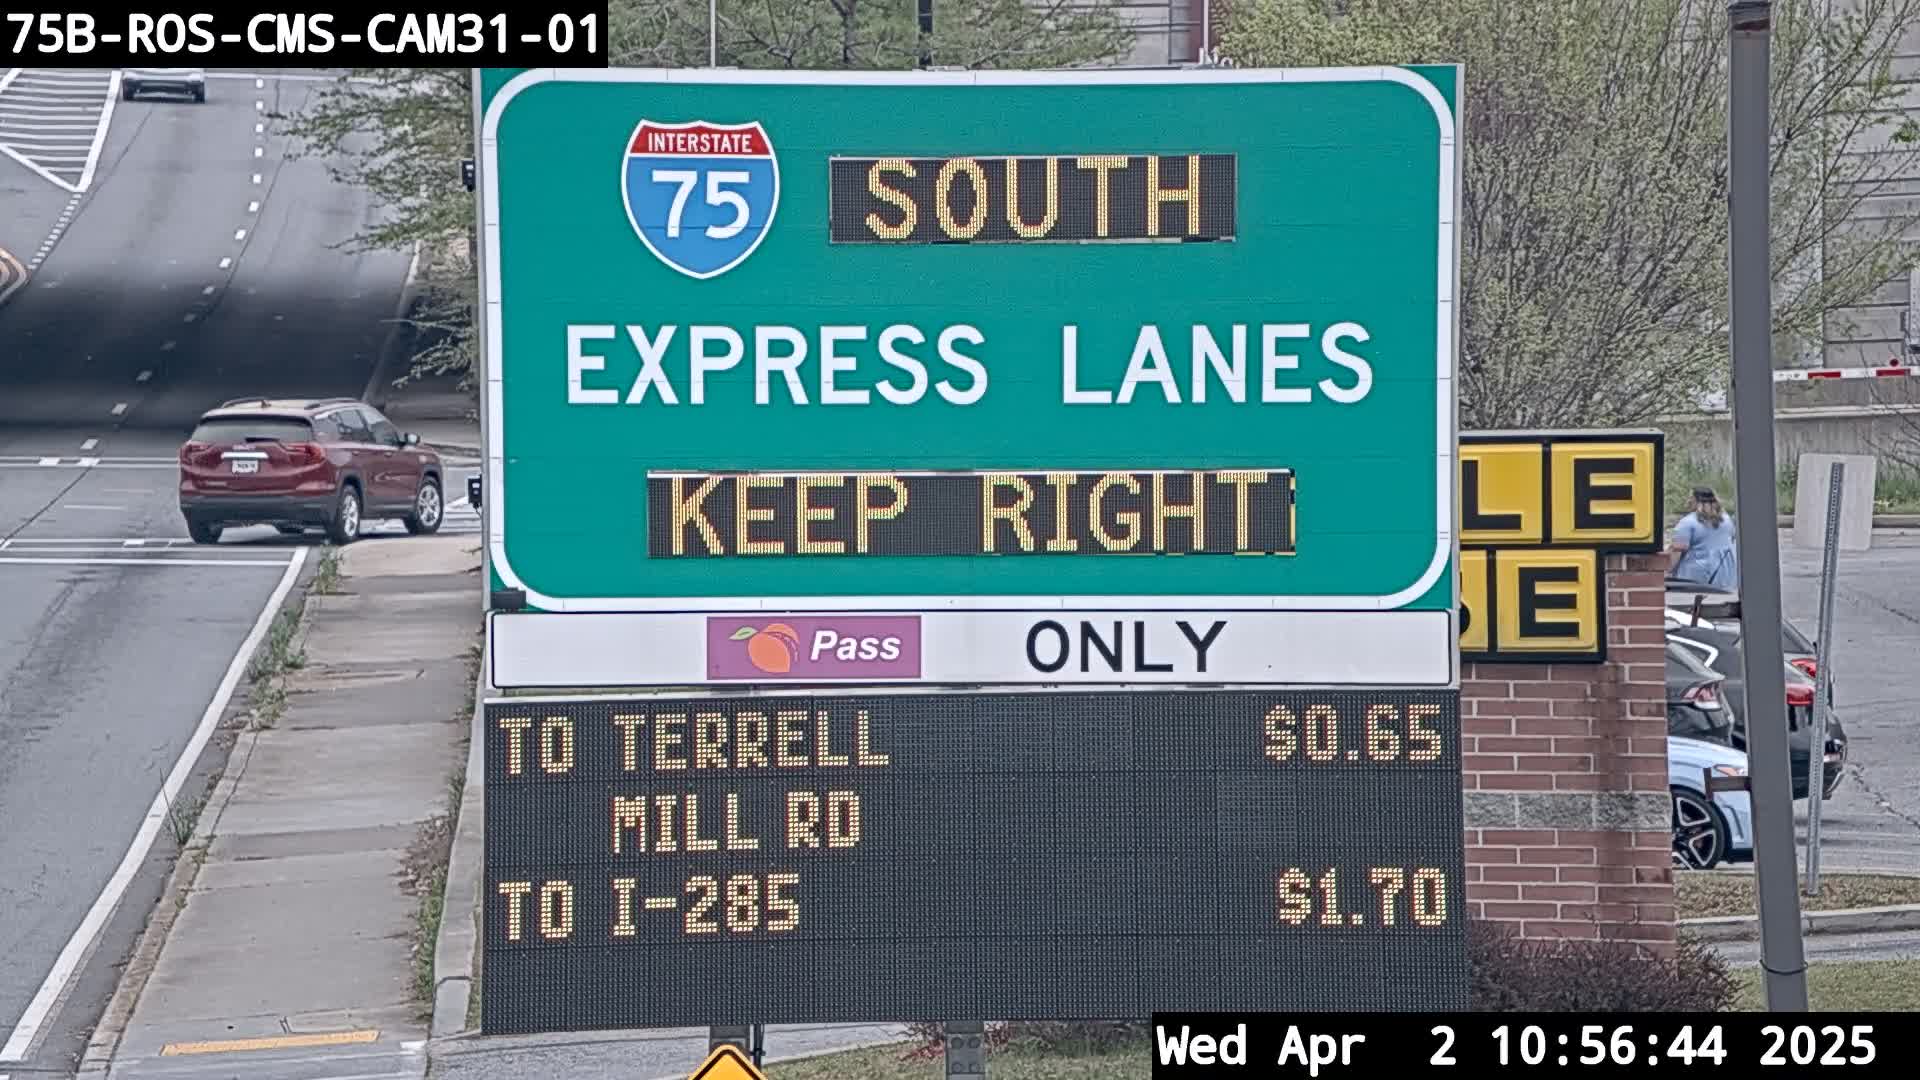 75B-ROS-CMS-CAM31-01
INTERSTATE
75
SOUTH
EXPRESS LANES
KEEP RIGHT
Pass ONLY
TO TERRELL $0.65
MILL RD
TO I-285 $1.70
LE
E
Wed Apr 2 10:56:44 2025